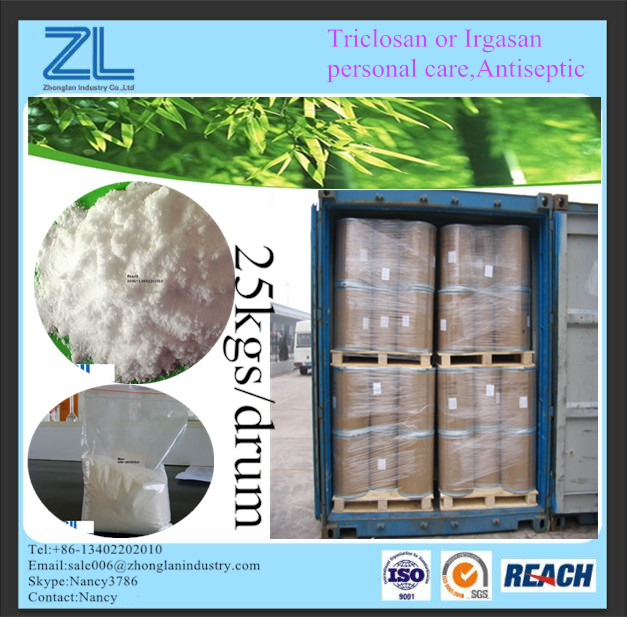 ZL
Zhonglan Industry Co.,Ltd
Triclosan or Irgasan
personal care,Antiseptic
25kgs/drum
Tel:+86-13402202010
Email:sale006@zhonglanindustry.com
Skype:Nancy3786
Contact:Nancy
ISO
9001
REACH